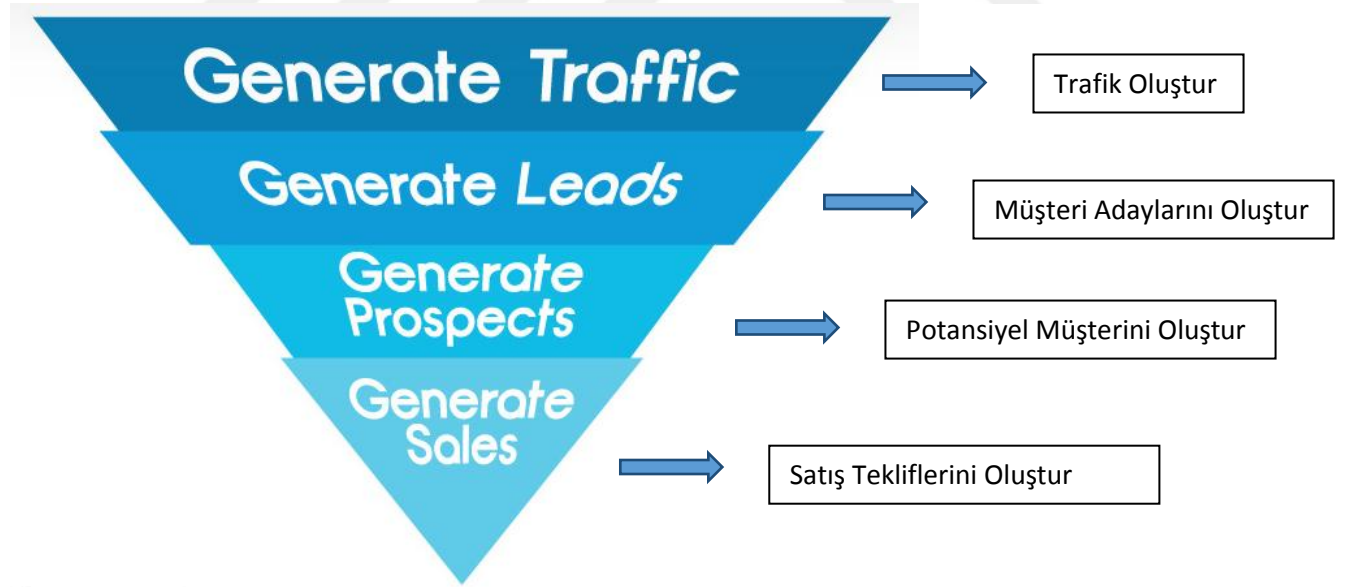 Generate Traffic
Trafik Oluştur
Generate Leads
Müşteri Adaylarını Oluştur
Generate
Prospects
Potansiyel Müşterini Oluştur
Generate
Sales
Satış Tekliflerini Oluştur